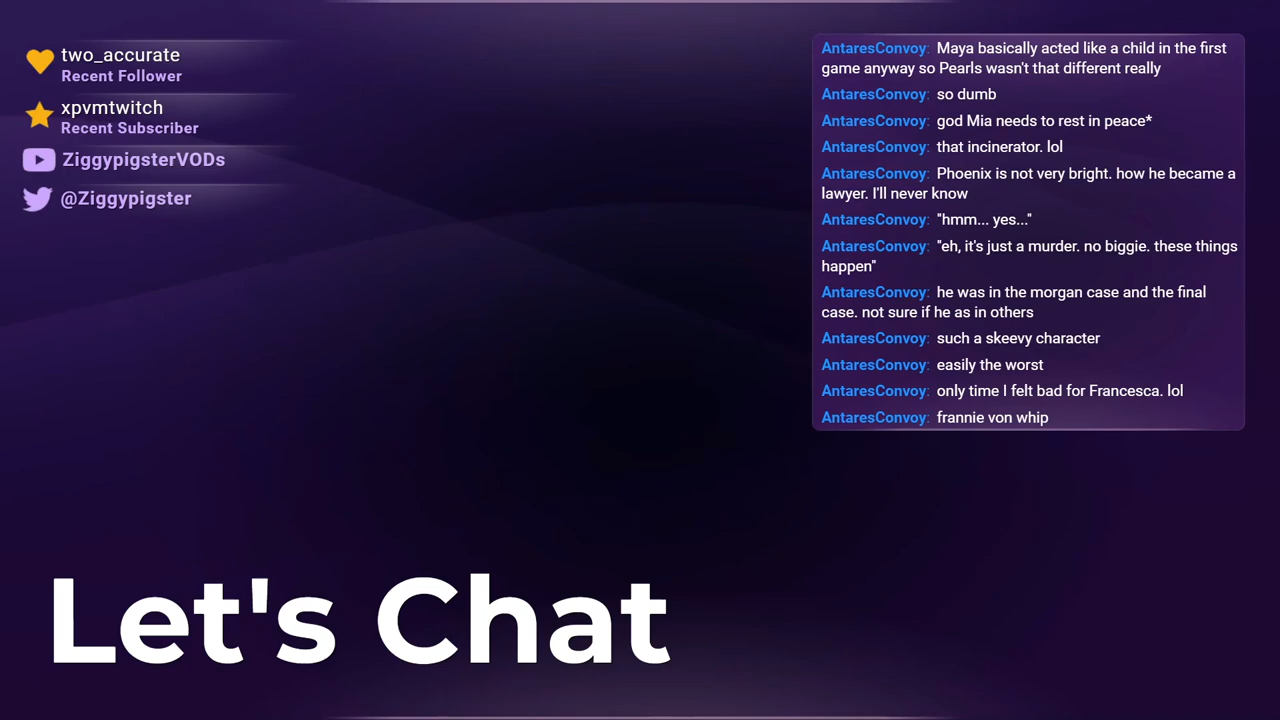 two_accurate
Recent Follower
xpvmtwitch
Recent Subscriber
ZiggypigsterVODs
@Ziggypigster
AntaresConvoy: Maya basically acted like a child in the first
game anyway so Pearls wasn't that different really
AntaresConvoy: so dumb
AntaresConvoy: god Mia needs to rest in peace*
AntaresConvoy: that incinerator. lol
AntaresConvoy: Phoenix is not very bright. how he became a
lawyer. I'll never know
AntaresConvoy: "hmm... yes..."
AntaresConvoy: "eh, it's just a murder. no biggie. these things
happen"
AntaresConvoy: he was in the morgan case and the final
case. not sure if he as in others
AntaresConvoy: such a skeevy character
AntaresConvoy: easily the worst
AntaresConvoy: only time I felt bad for Francesca. lol
AntaresConvoy: frannie von whip
Let's Chat